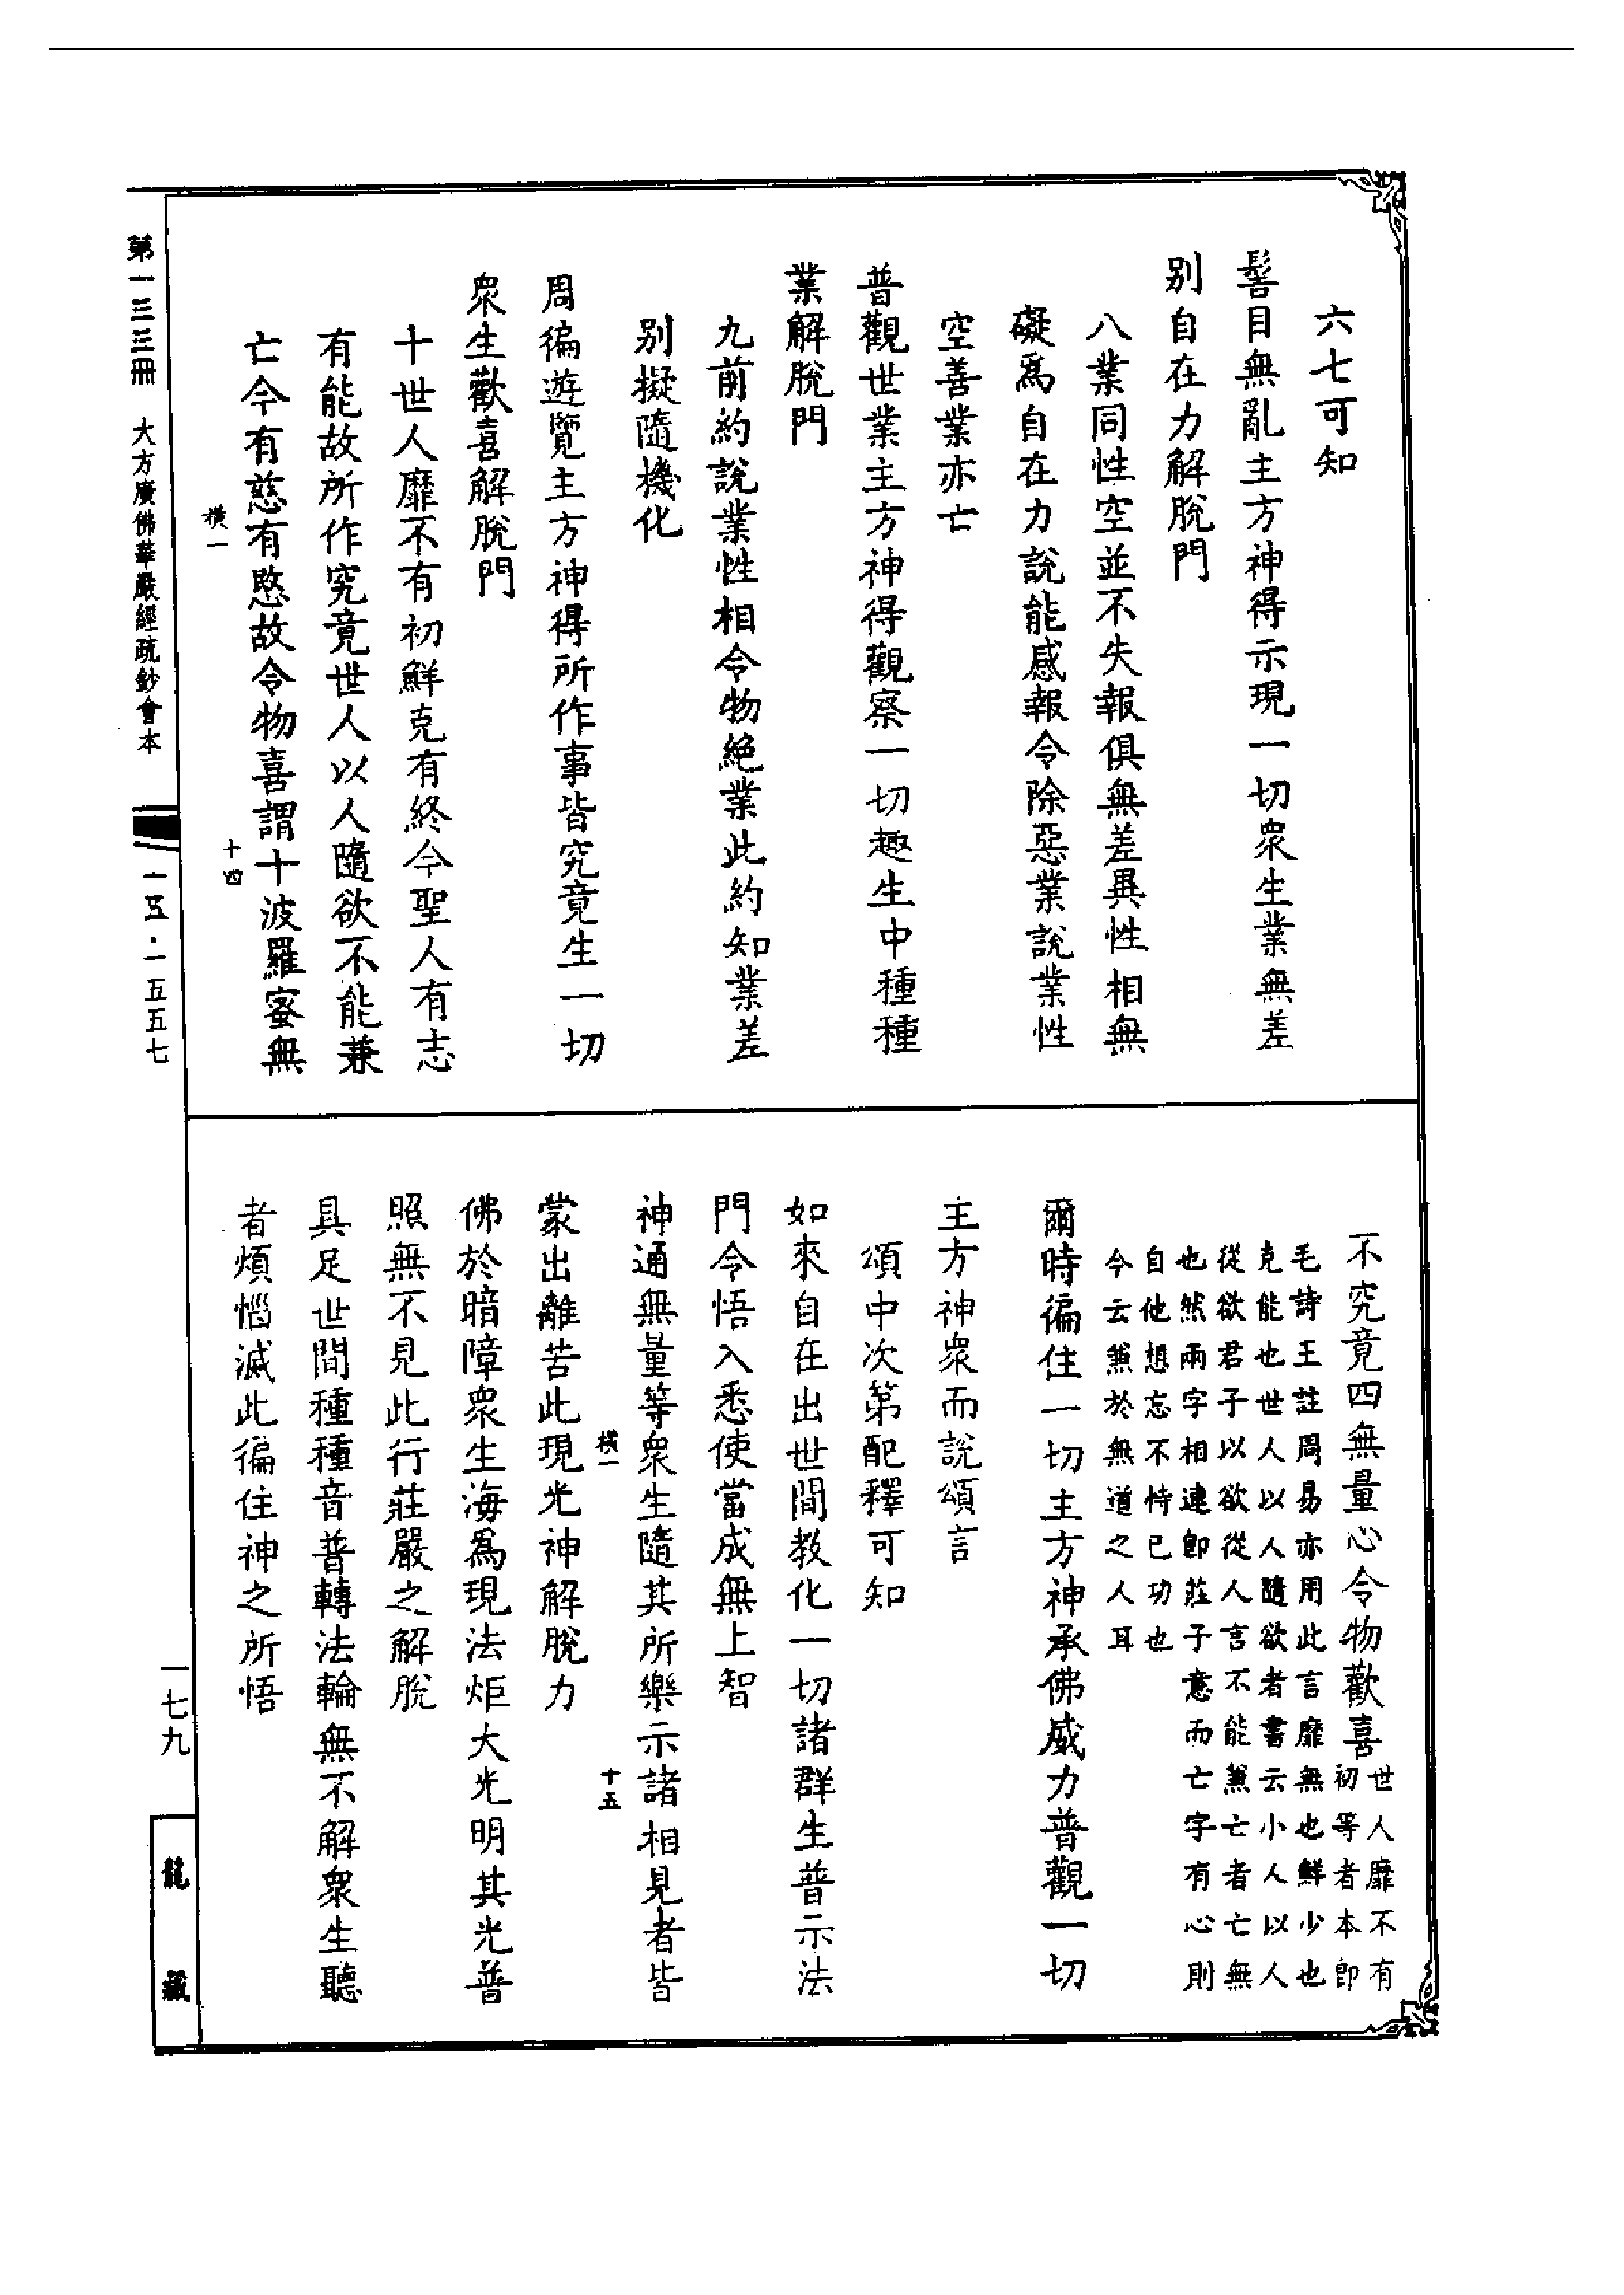 六七可知
髻目無亂主方神得示現一切衆生業無差
别自在力解脫門
八業同性空並不失報俱無差異性相無
礙爲自在力說能感報令除惡業說業性
空善業亦亡
普觀世業主方神得觀察一切趣生中種種
業解脫門
九前約說業性相令物絕業此約知業差
别擬隨機化
周徧遊覽主方神得所作事皆究竟生一切
衆生歡喜解脫門
十世人靡不有初鮮克有終今聖人有志
有能故所作究竟世人以人隨欲不能兼
亡今有慈有愍故令物喜謂十波羅蜜無
橫一
十四
不究竟四無量心令物歡喜世人靡不有
初等者本即
毛詩王註周易亦用此言靡無也鮮少也
克能也世人以人隨欲者書云小人以人
從欲君子以欲從人言不能兼亡者亡無
也然兩字相連卽莊子意而亡字有心則
自他想忘不恃已功也
今云兼於無道之人耳
爾時徧住一切主方神承佛威力普觀一切
主方神衆而說頌言
頌中次第配釋可知
如來自在出世間教化一切諸群生普示法
門令悟入悉使當成無上智
神通無量等衆生隨其所樂示諸相見者皆
橫一
十五
蒙出離苦此現光神解脫力
佛於暗障衆生海爲現法炬大光明其光普
照無不見此行莊嚴之解脫
具足世間種種音普轉法輪無不解衆生聽
者煩惱滅此徧住神之所悟
第一三三冊
大方廣佛華嚴經疏鈔會本
一五·一五五七
一七九
龍藏